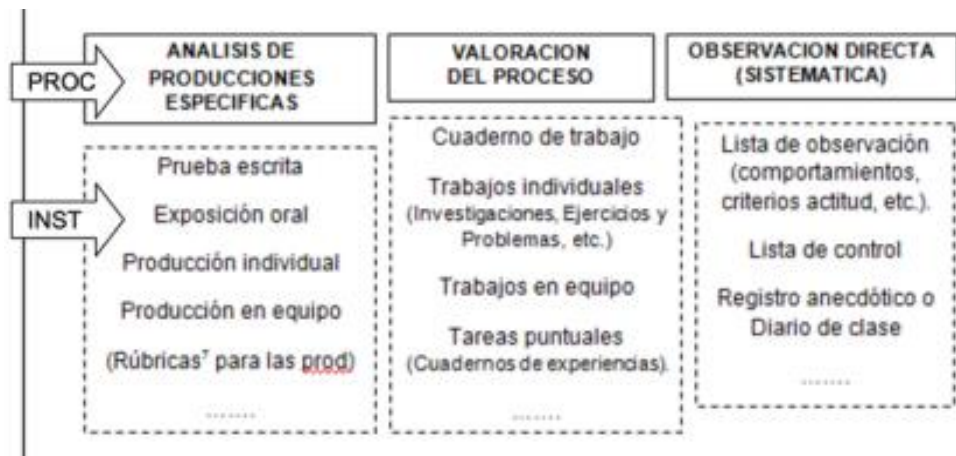 PROC
ANALISIS DE
PRODUCCIONES
ESPECIFICAS
VALORACION
DEL PROCESO
OBSERVACION DIRECTA
(SISTEMATICA)
INST
Prueba escrita
Exposición oral
Producción individual
Producción en equipo
(Rúbricas⁷ para las prod)
.......
Cuaderno de trabajo
Trabajos individuales
(Investigaciones, Ejercicios y
Problemas, etc.)
Trabajos en equipo
Tareas puntuales
(Cuadernos de experiencias).
.......
Lista de observación
(comportamientos,
criterios actitud, etc.).
Lista de control
Registro anecdótico o
Diario de clase
.......